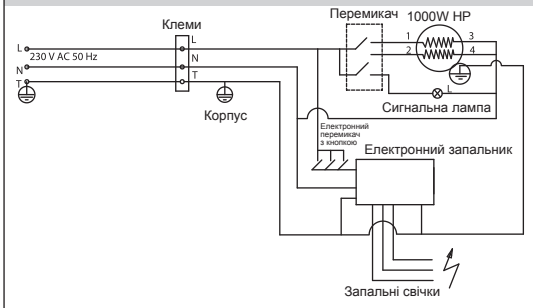 Перемикач 1000W HP
Клеми
L
1
3
L
230 V AC 50 Hz
2
4
N
N
T
T
L
Корпус
Сигнальна лампа
Електронний
перемикач
з кнопкою
Електронний запальник
Запальні свічки